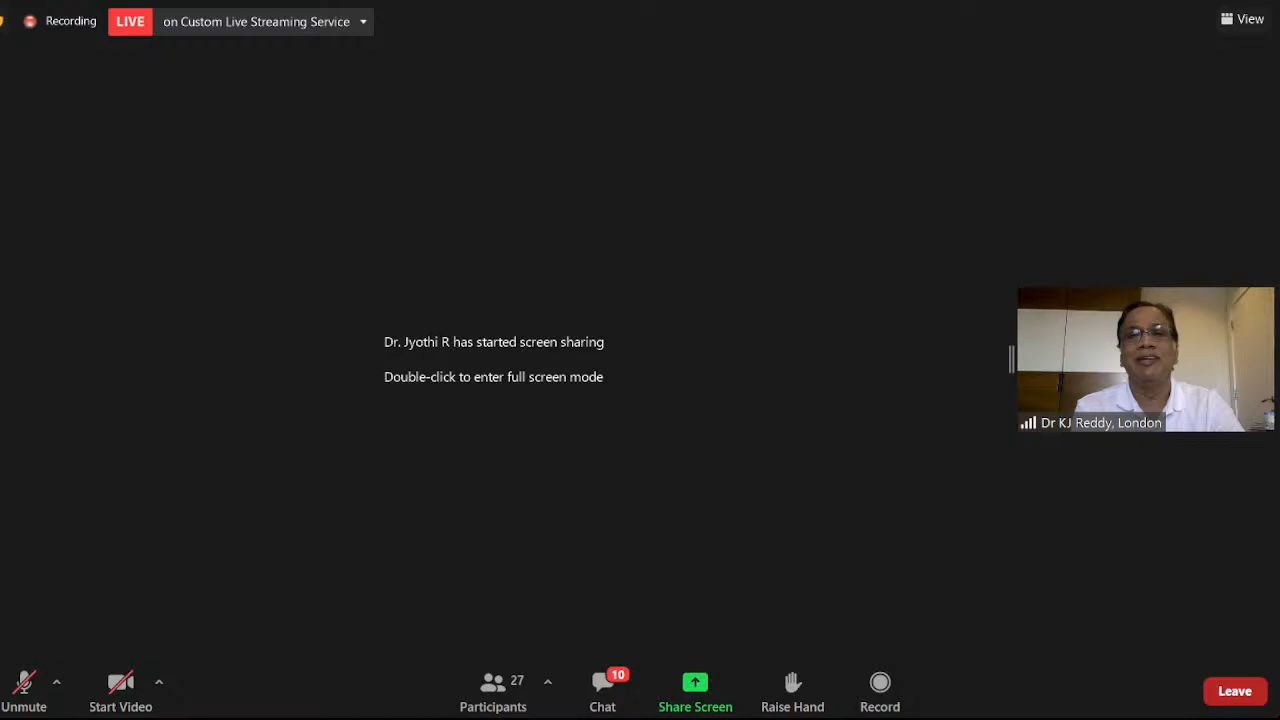 Recording
LIVE on Custom Live Streaming Service
View
Dr. Jyothi R has started screen sharing
Double-click to enter full screen mode
Dr KJ Reddy, London
27
10
Unmute
Start Video
Participants
Chat
Share Screen
Raise Hand
Record
Leave